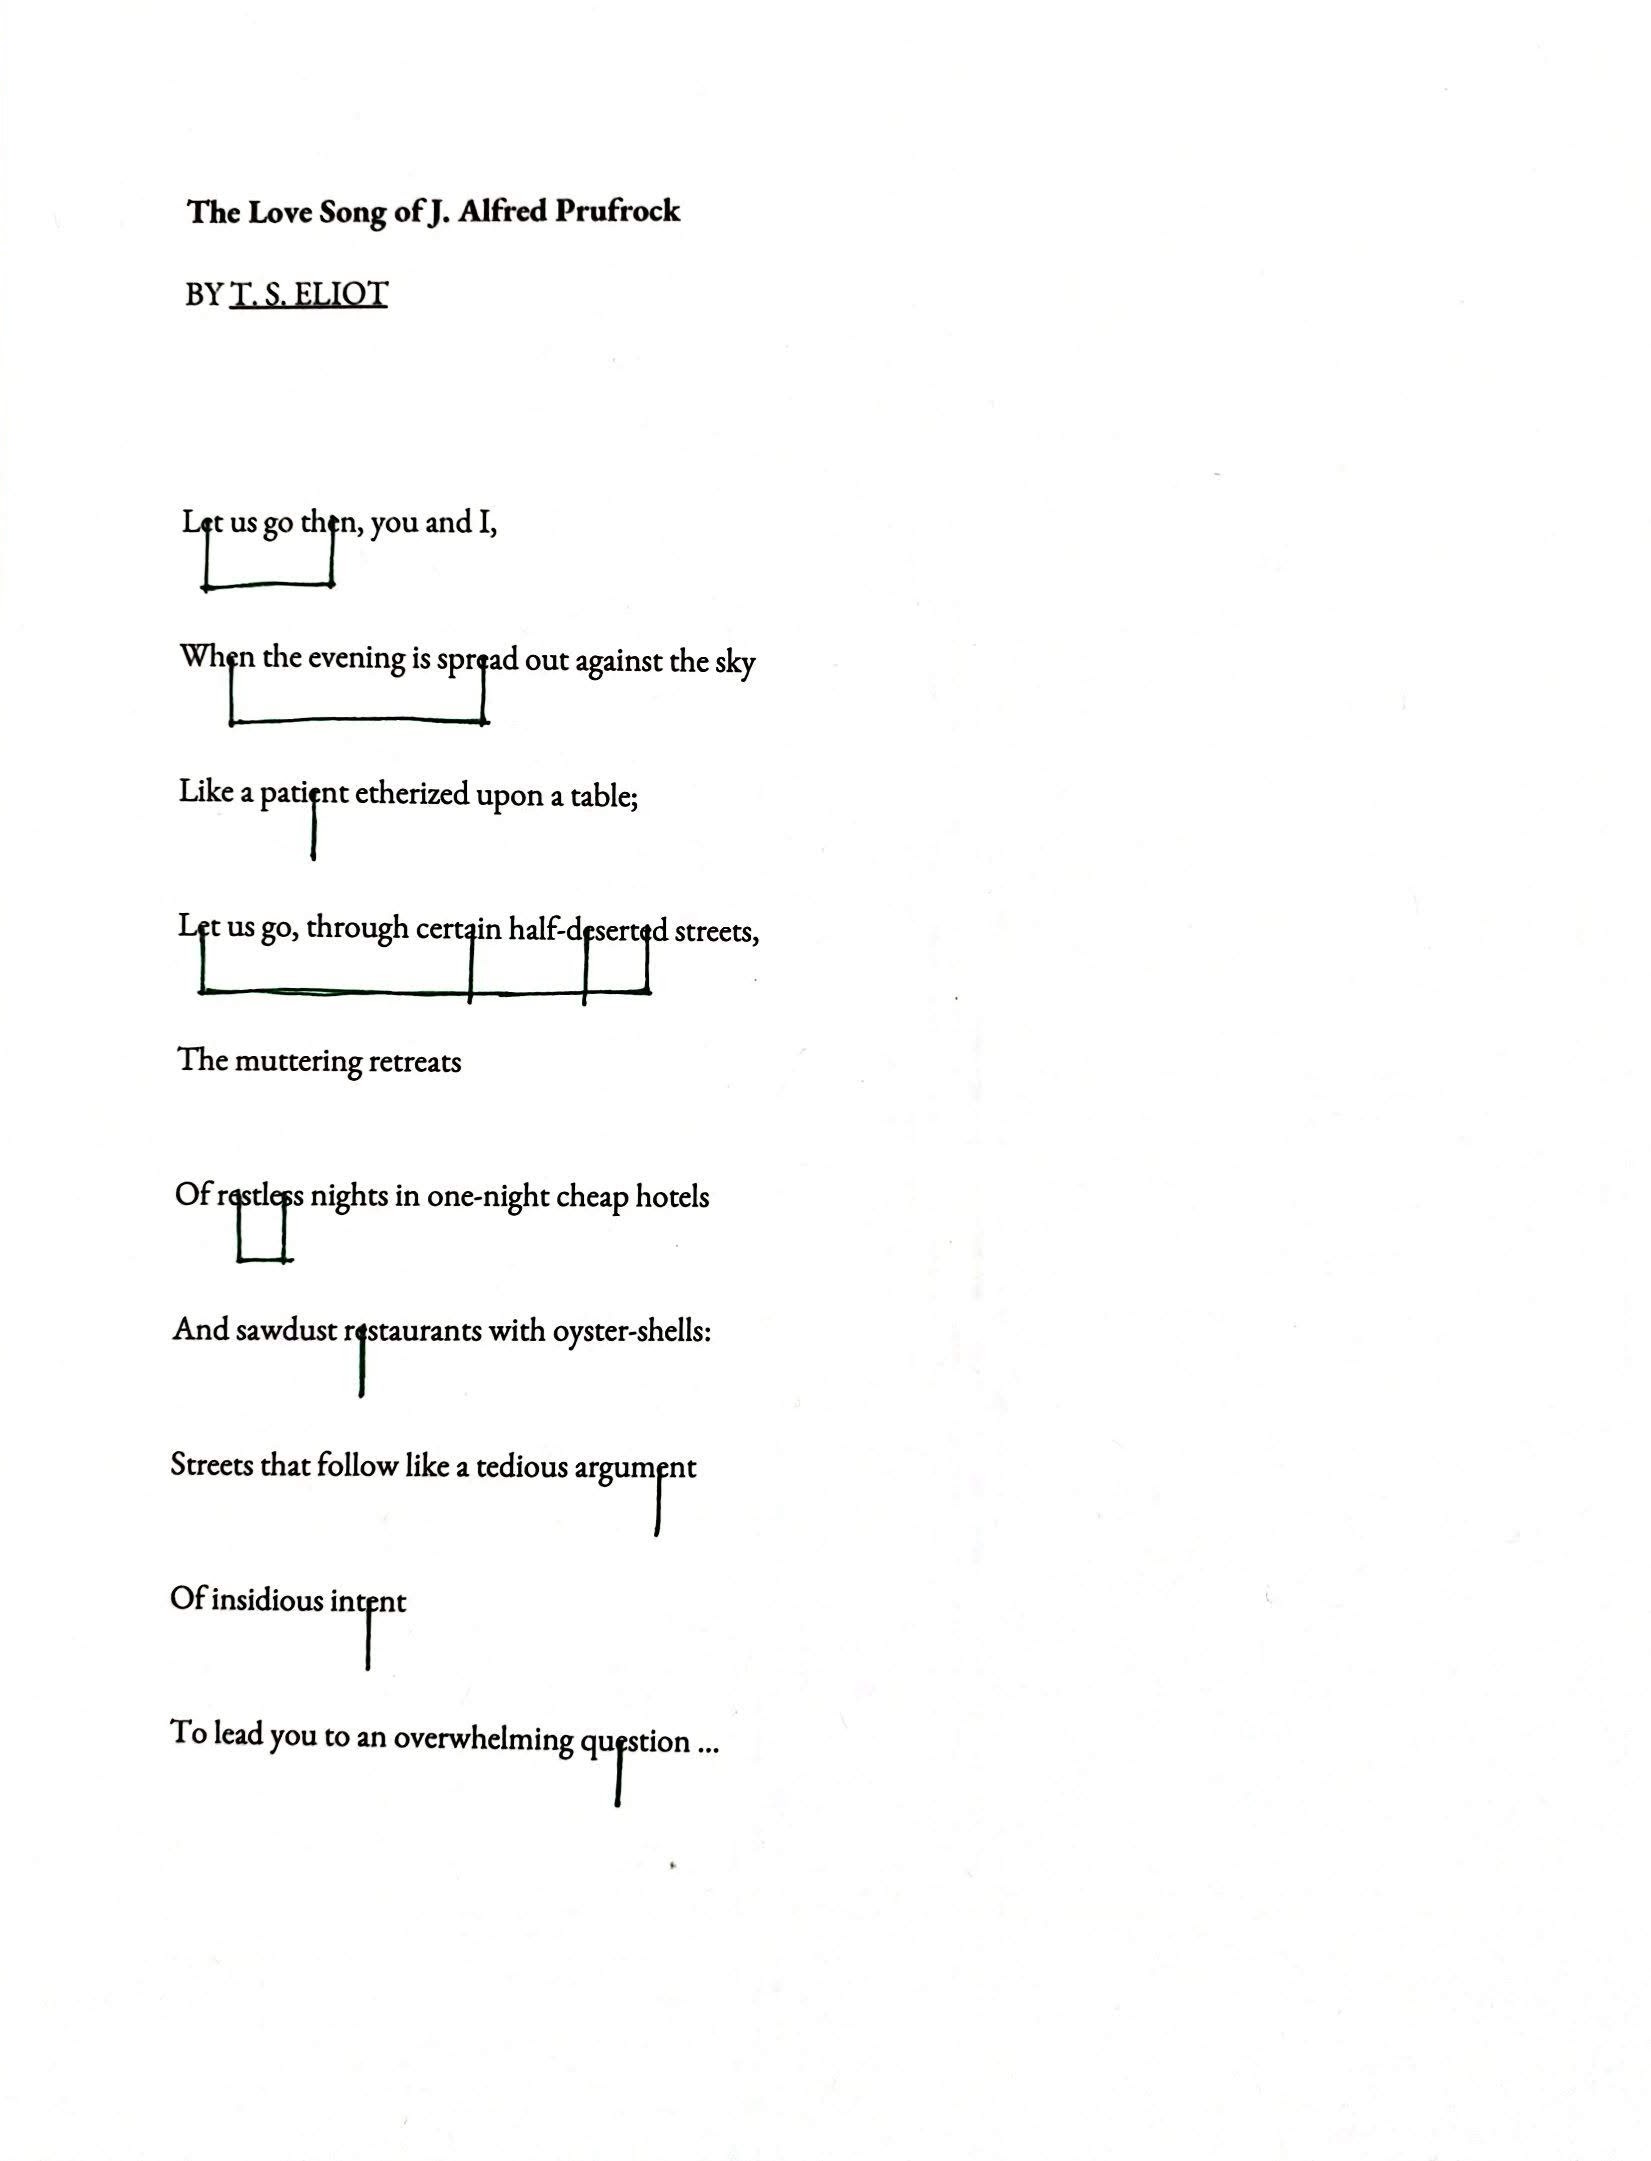 The Love Song of J. Alfred Prufrock
BY T. S. ELIOT
Let us go then, you and I,
When the evening is spread out against the sky
Like a patient etherized upon a table;
Let us go, through certain half-deserted streets,
The muttering retreats
Of restless nights in one-night cheap hotels
And sawdust restaurants with oyster-shells:
Streets that follow like a tedious argument
Of insidious intent
To lead you to an overwhelming question ...